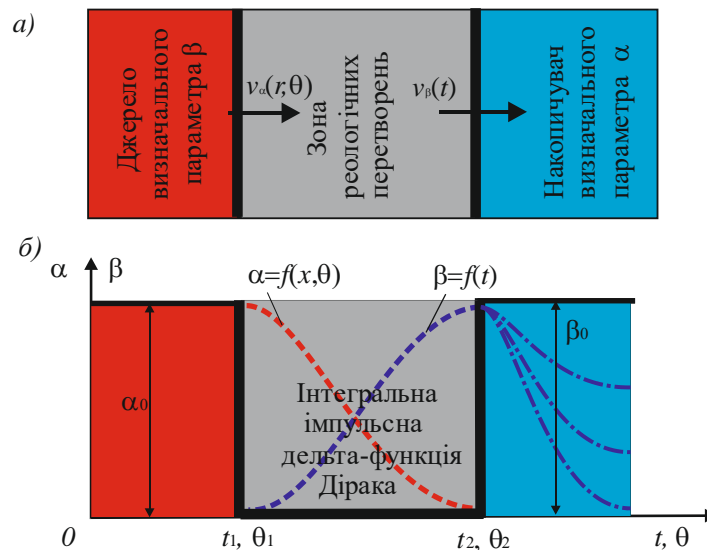 а)
Джерело
визначального
параметра β
vα(r,θ)
Зона
реологічних
перетворень
vβ(t)
Накопичувач
визначального
параметра α
б)
α β
α=f(x,θ)
β=f(t)
α0
β0
Інтегральна
імпульсна
дельта-функція
Дірака
0
t1, θ1
t2, θ2
t, θ